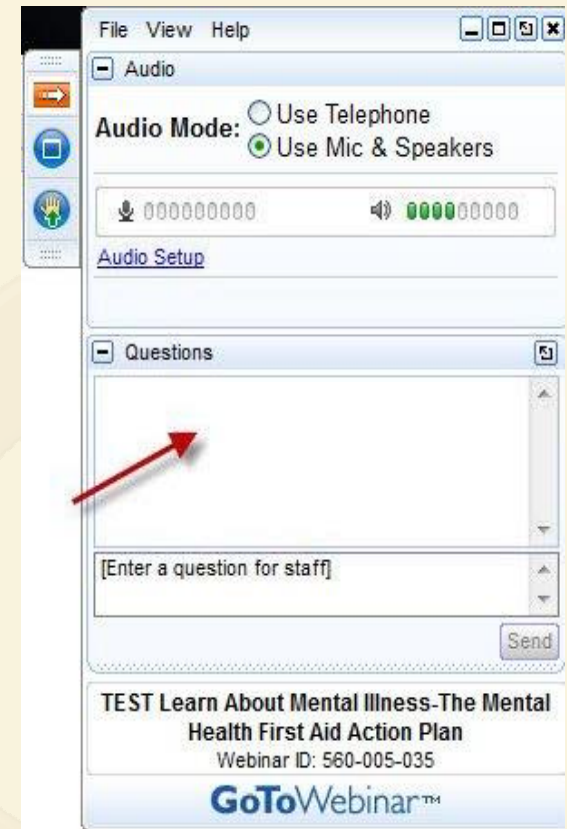 File View Help
Audio
Audio Mode: Use Telephone
Use Mic & Speakers
Audio Setup
Questions
[Enter a question for staff]
Send
TEST Learn About Mental Illness-The Mental
Health First Aid Action Plan
Webinar ID: 560-005-035
GoToWebinar™